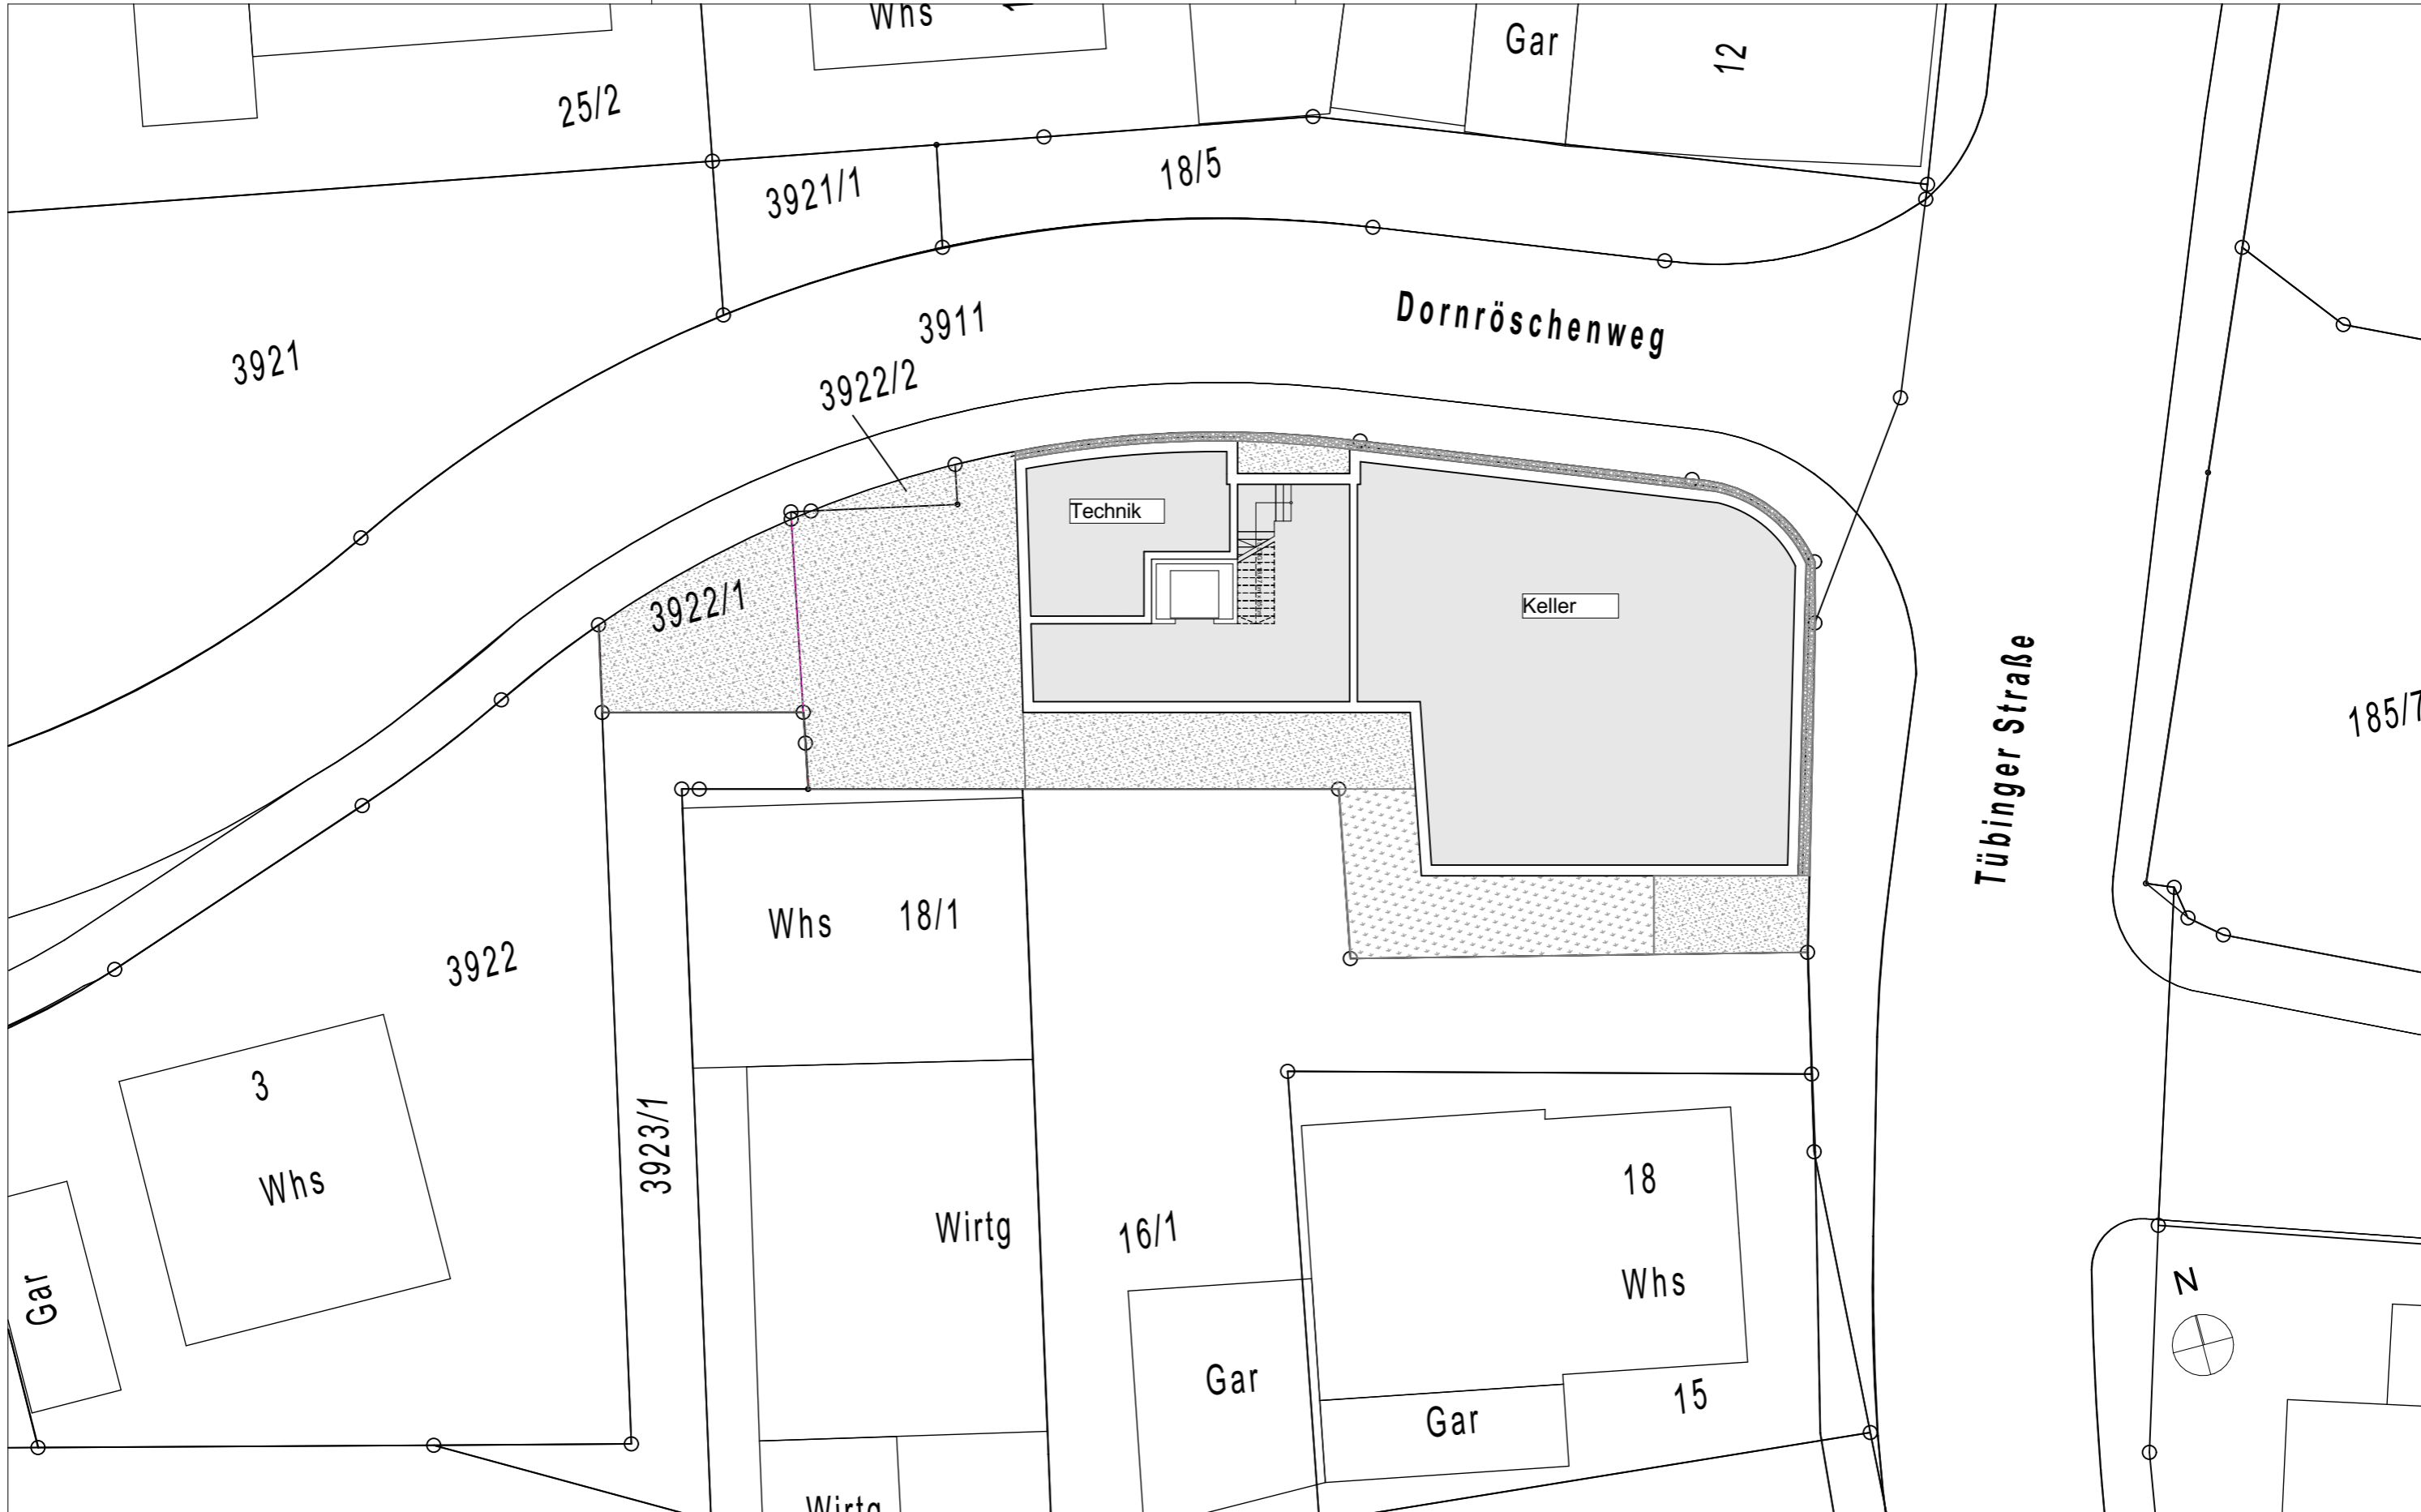 Whs
Gar
12
25/2
3921/1
18/5
3911
Dornröschenweg
3921
3922/2
Technik
3922/1
Keller
Tübinger Straße
185/7
Whs
18/1
3922
3
Whs
3923/1
Wirtg
16/1
18
Whs
Gar
Gar
Gar
15
N
Wirtg